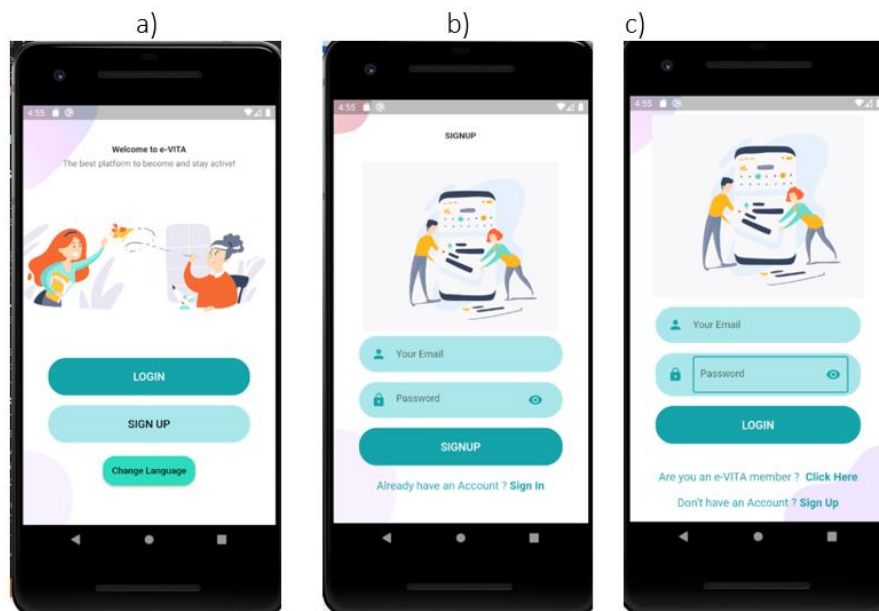 a)
b)
c)
4:55
Welcome to e-VITA
The best platform to become and stay active!
LOGIN
SIGN UP
Change Language
4:55
SIGNUP
Your Email
Password
SIGNUP
Already have an Account ? Sign In
4:55
Your Email
Password
LOGIN
Are you an e-VITA member ? Click Here
Don't have an Account ? Sign Up